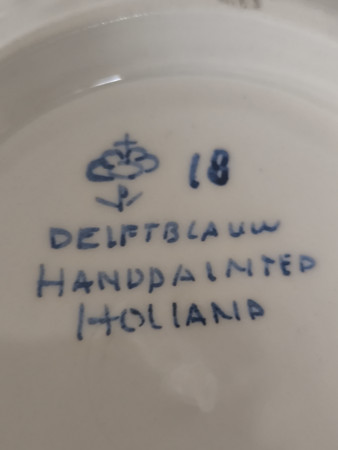 18
DELFTBLAUW
HANDPAINTED
HOLLAND